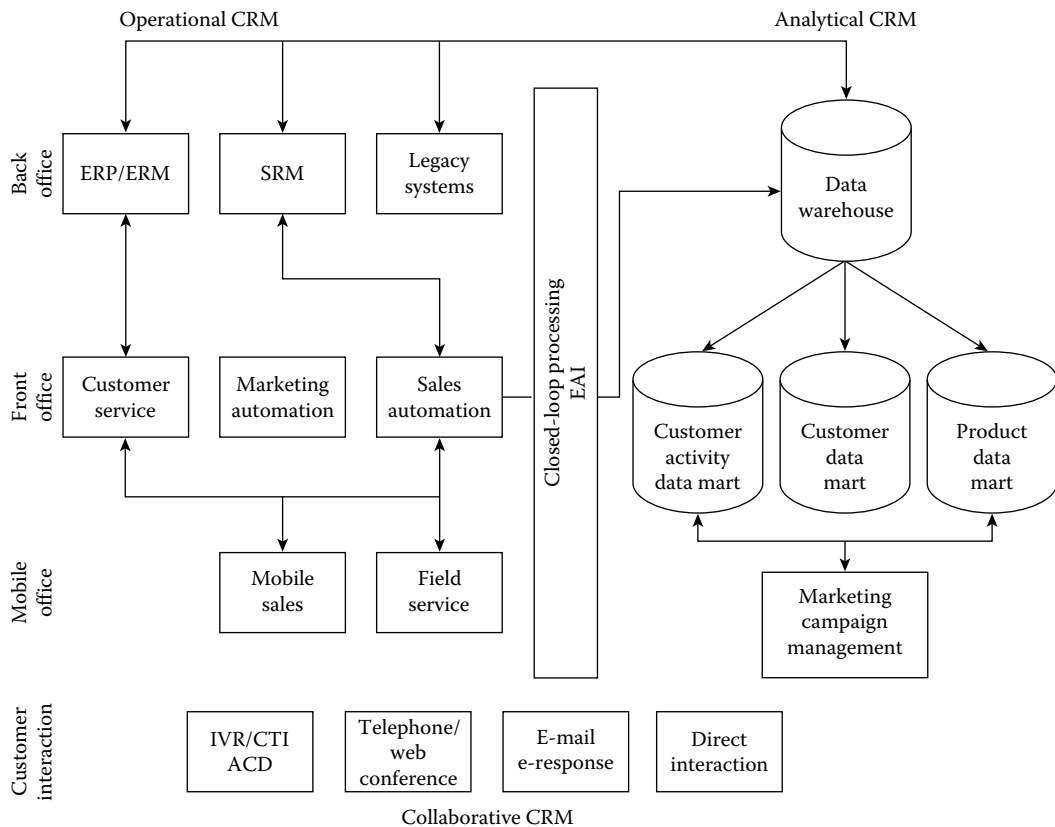 Operational CRM
Analytical CRM
Back
office
ERP/ERM
SRM
Legacy
systems
Data
warehouse
Closed-loop processing
EAI
Front
office
Customer
service
Marketing
automation
Sales
automation
Customer
activity
data mart
Customer
data
mart
Product
data
mart
Mobile
office
Mobile
sales
Field
service
Marketing
campaign
management
Customer
interaction
IVR/CTI
ACD
Telephone/
web
conference
E-mail
e-response
Direct
interaction
Collaborative CRM